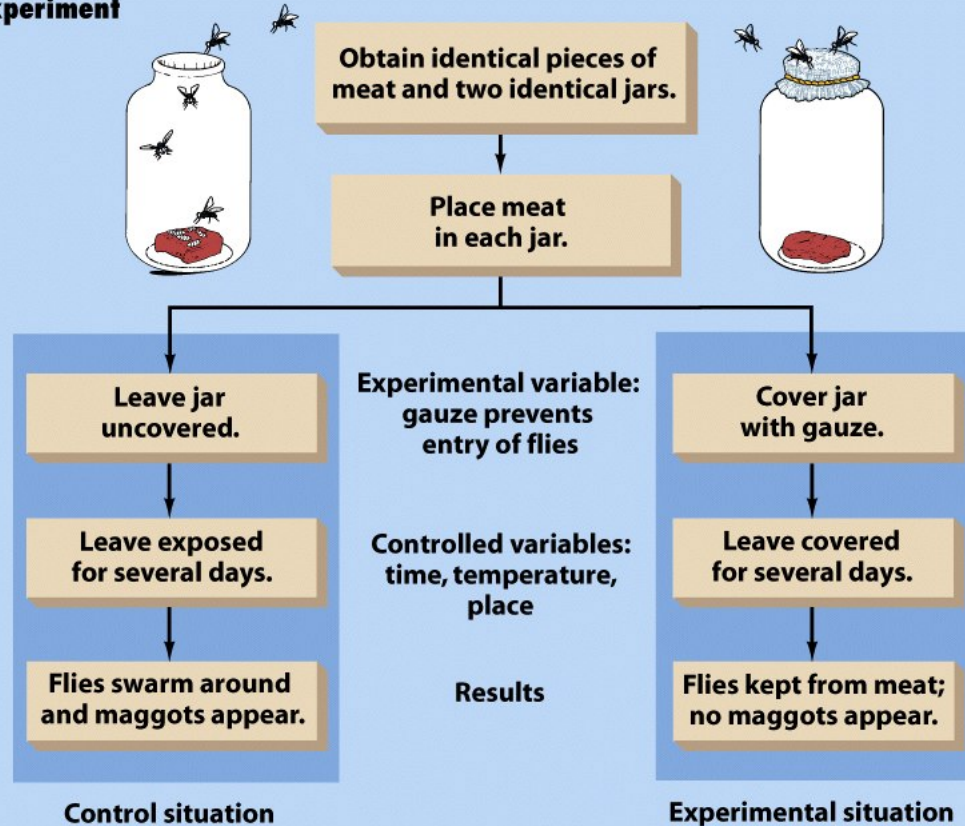 Obtain identical pieces of
meat and two identical jars.
Place meat
in each jar.
Leave jar
uncovered.
Experimental variable:
gauze prevents
entry of flies
Cover jar
with gauze.
Leave exposed
for several days.
Controlled variables:
time, temperature,
place
Leave covered
for several days.
Flies swarm around
and maggots appear.
Results
Flies kept from meat;
no maggots appear.
Control situation
Experimental situation